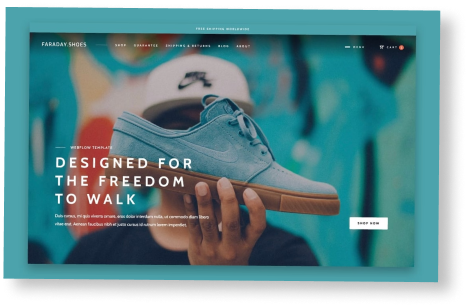 FREE SHIPPING WORLDWIDE
FARADAY.SHOES
SHOP GUARANTEE SHIPPING & RETURNS BLOG ABOUT
MENU CART
WEBFLOW TEMPLATE
DESIGNED FOR
THE FREEDOM
TO WALK
Duis cursus, mi quis viverra ornare, eros dolor interdum nulla, ut commodo diam libero
vitae erat. Aenean faucibus nibh et justo cursus id rutrum lorem imperdiet.
SHOP NOW